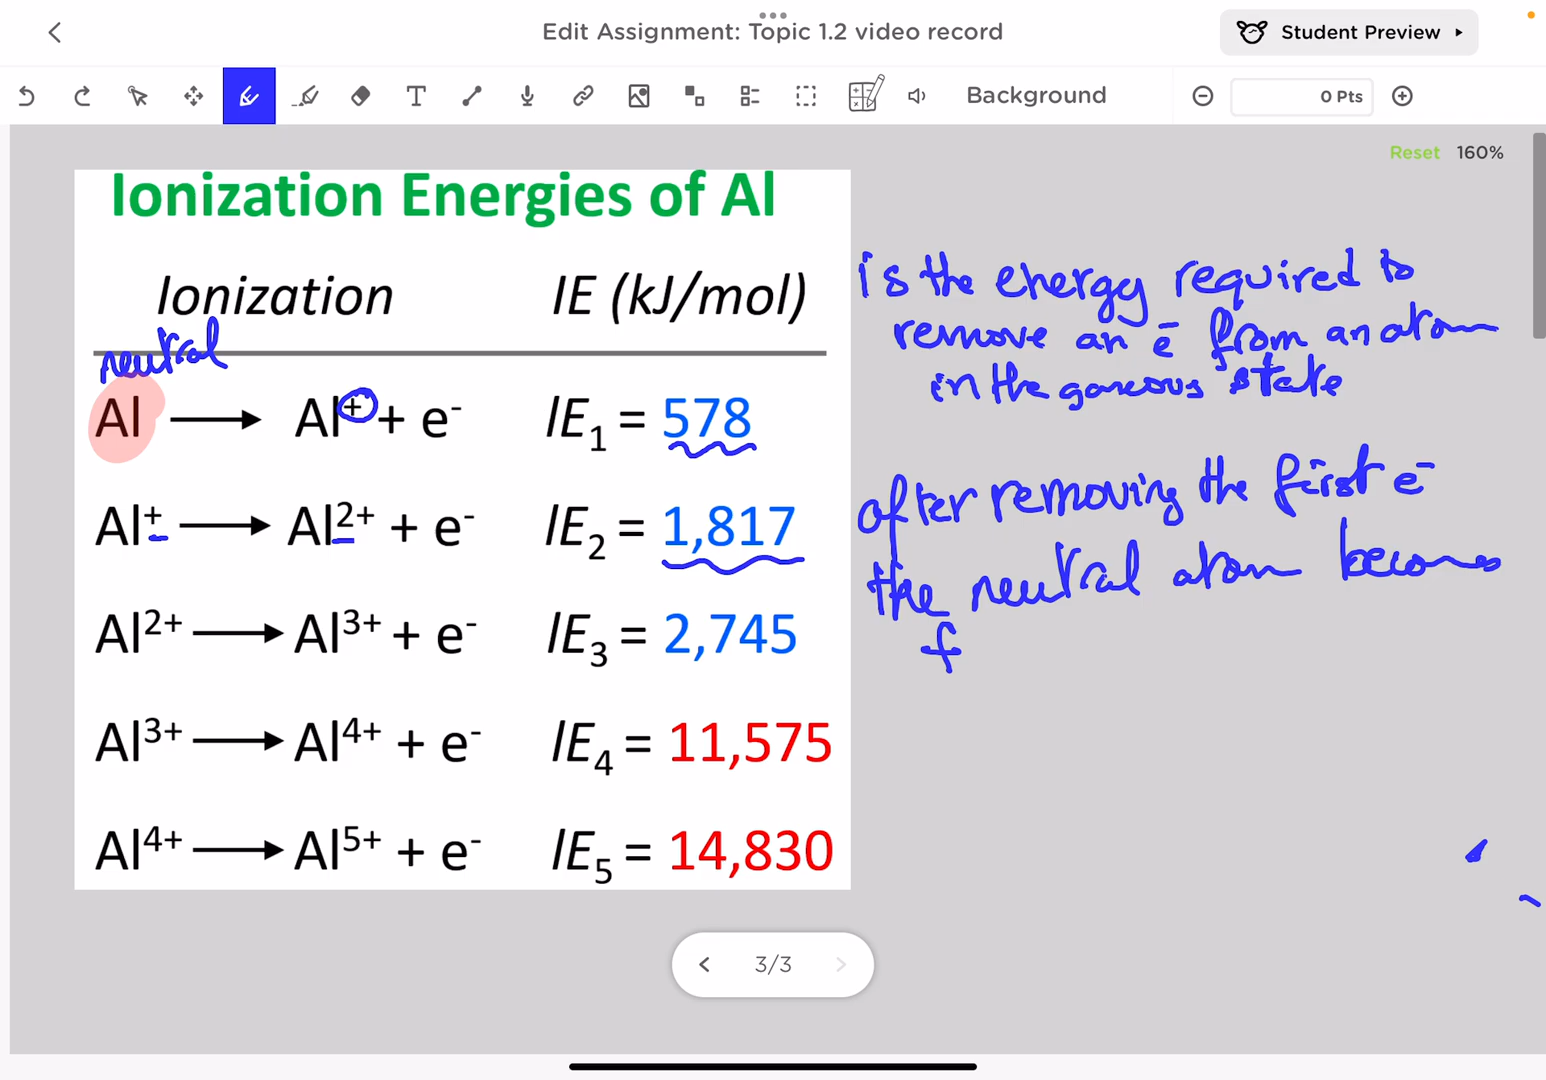 Edit Assignment: Topic 1.2 video record
Student Preview
T
Background
0 Pts
Reset 160%
Ionization Energies of Al
Ionization IE (kJ/mol)
neutral
Al ⟶ Al⁺ + e⁻ IE₁ = 578
Al⁺ ⟶ Al²⁺ + e⁻ IE₂ = 1,817
Al²⁺ ⟶ Al³⁺ + e⁻ IE₃ = 2,745
Al³⁺ ⟶ Al⁴⁺ + e⁻ IE₄ = 11,575
Al⁴⁺ ⟶ Al⁵⁺ + e⁻ IE₅ = 14,830
is the energy required to
remove an e⁻ from an atom
in the gaseous state
after removing the first e⁻
the neutral atom becomes
f
3/3